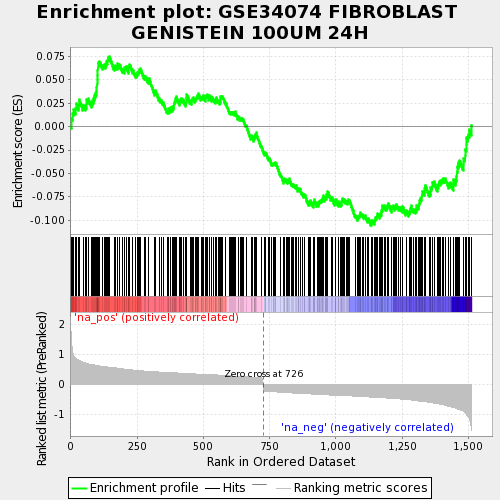 Enrichment plot: GSE34074 FIBROBLAST
GENISTEIN 100UM 24H
Enrichment score (ES)
0.075
0.050
0.025
0.000
-0.025
-0.050
-0.075
-0.100
'na_pos' (positively correlated)
Ranked list metric (PreRanked)
2
1
0
-1
Zero cross at 726
'na_neg' (negatively correlated)
0
250
500
750
1,000
1,250
1,500
Rank in Ordered Dataset
Enrichment profile
Hits
Ranking metric scores